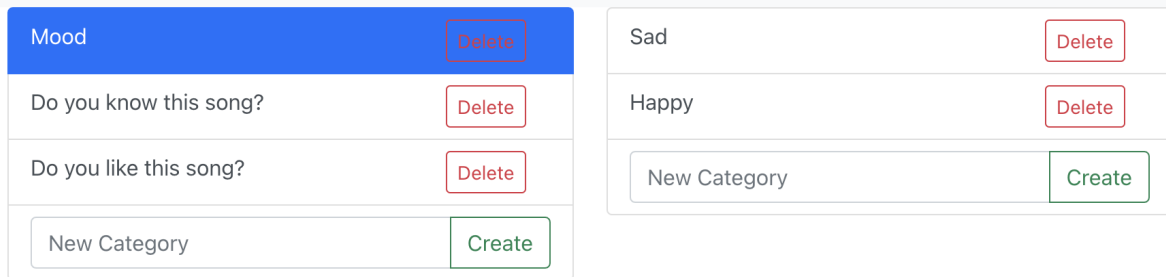 Mood Delete
Do you know this song? Delete
Do you like this song? Delete
New Category Create
Sad Delete
Happy Delete
New Category Create